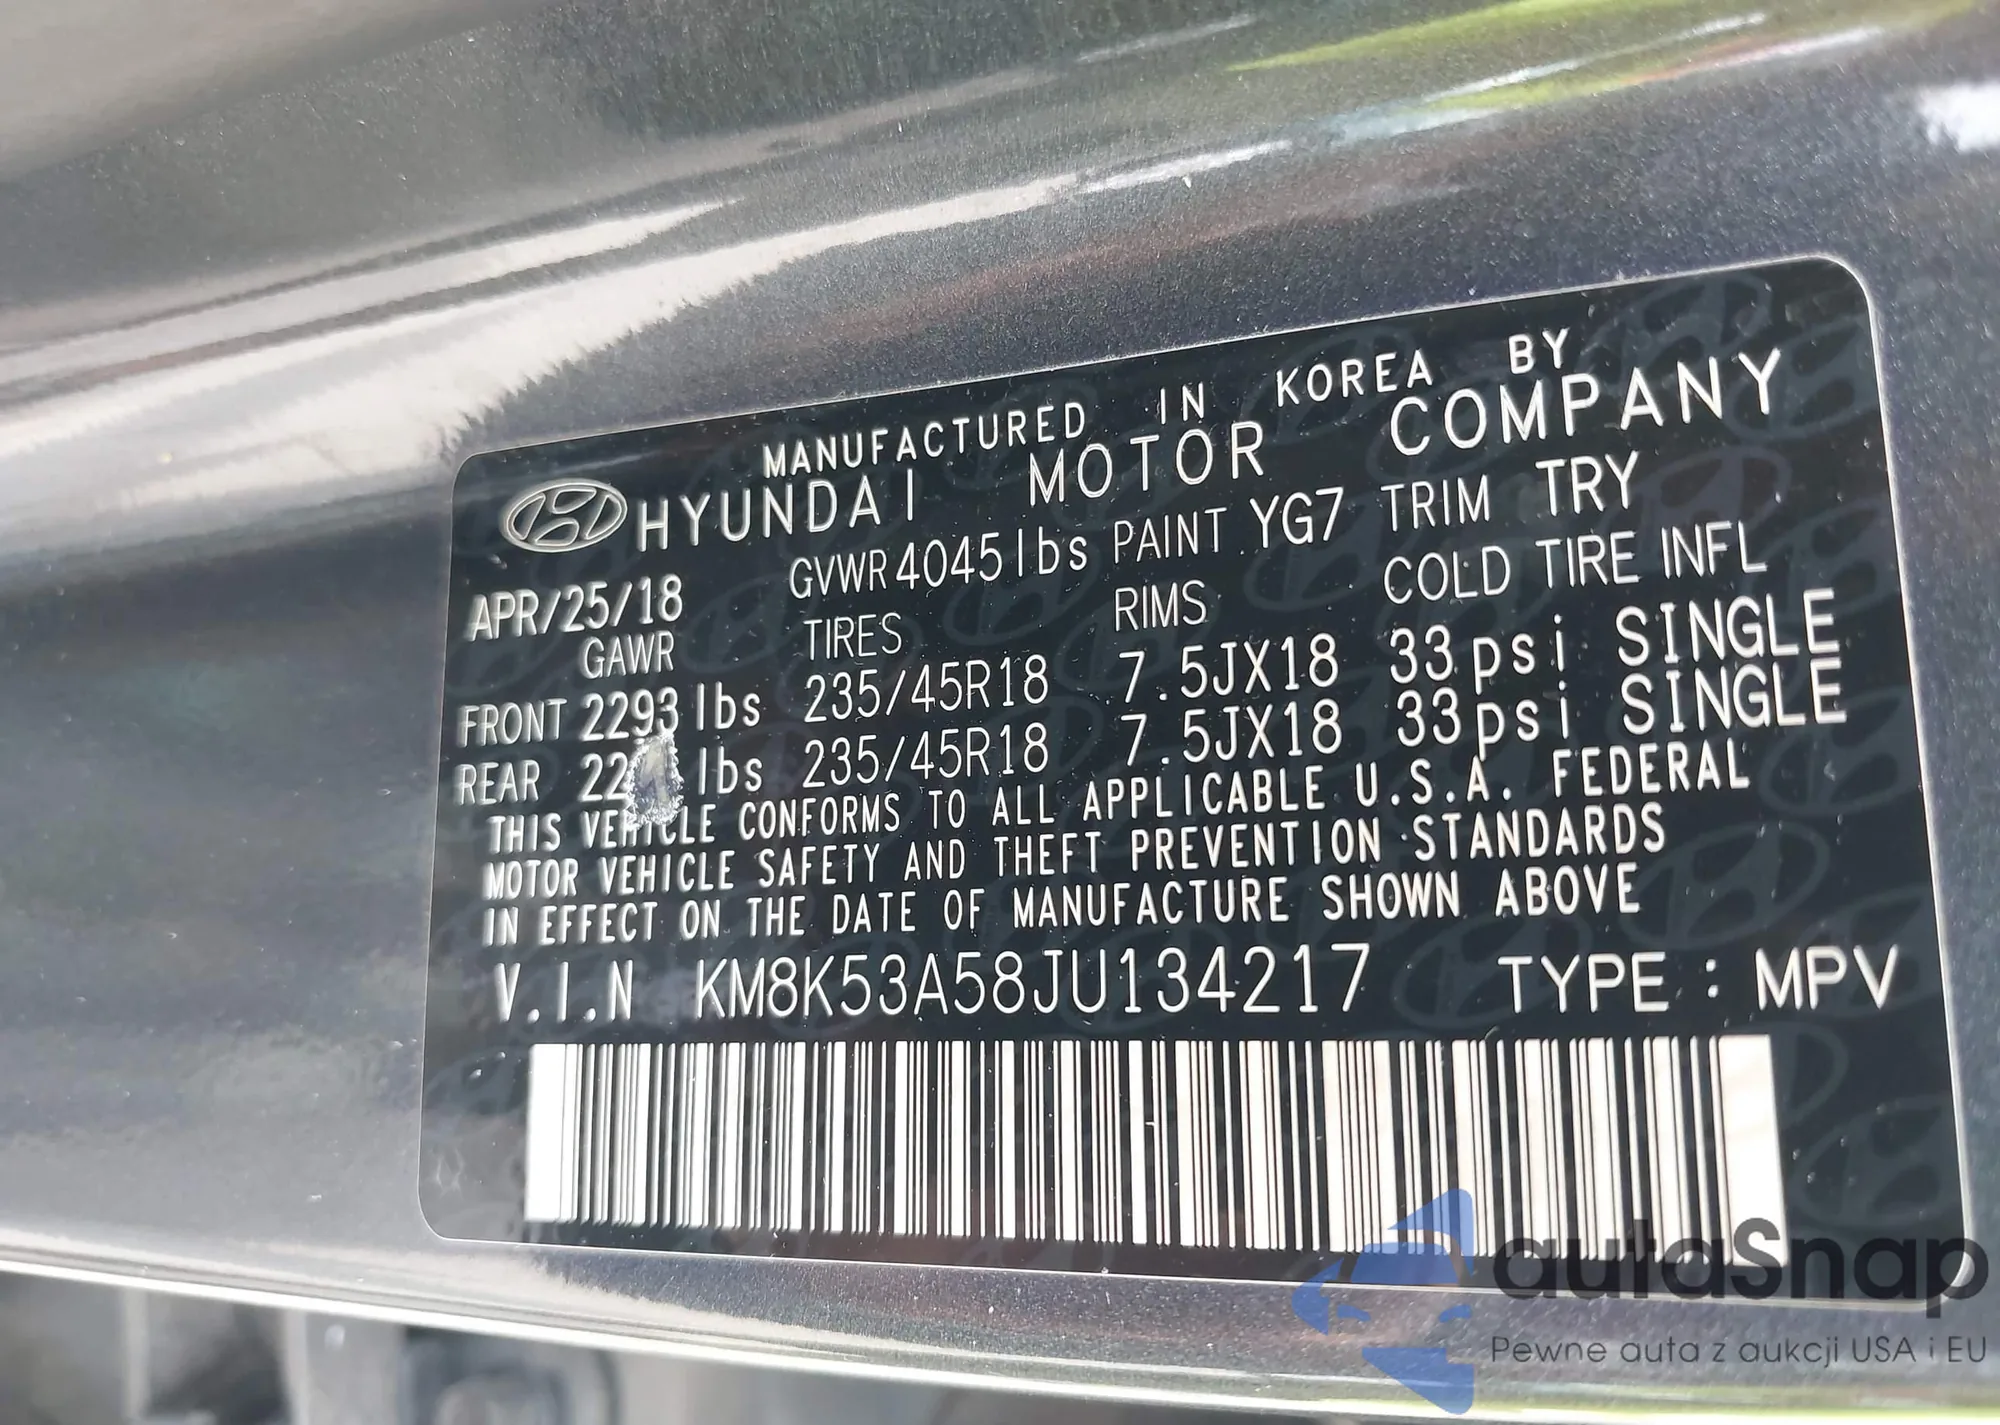 MANUFACTURED IN KOREA BY
HYUNDAI MOTOR COMPANY
APR/25/18 GVWR 4045 lbs PAINT YG7 TRIM TRY
GAWR TIRES RIMS COLD TIRE INFL
FRONT 2293 lbs 235/45R18 7.5JX18 33psi SINGLE
REAR lbs 235/45R18 7.5JX18 33psi SINGLE
THIS VEHICLE CONFORMS TO ALL APPLICABLE U.S.A. FEDERAL
MOTOR VEHICLE SAFETY AND THEFT PREVENTION STANDARDS
IN EFFECT ON THE DATE OF MANUFACTURE SHOWN ABOVE
V.I.N KM8K53A58JU134217 TYPE : MPV
autaSnap
Pewne auta z aukcji USA i EU